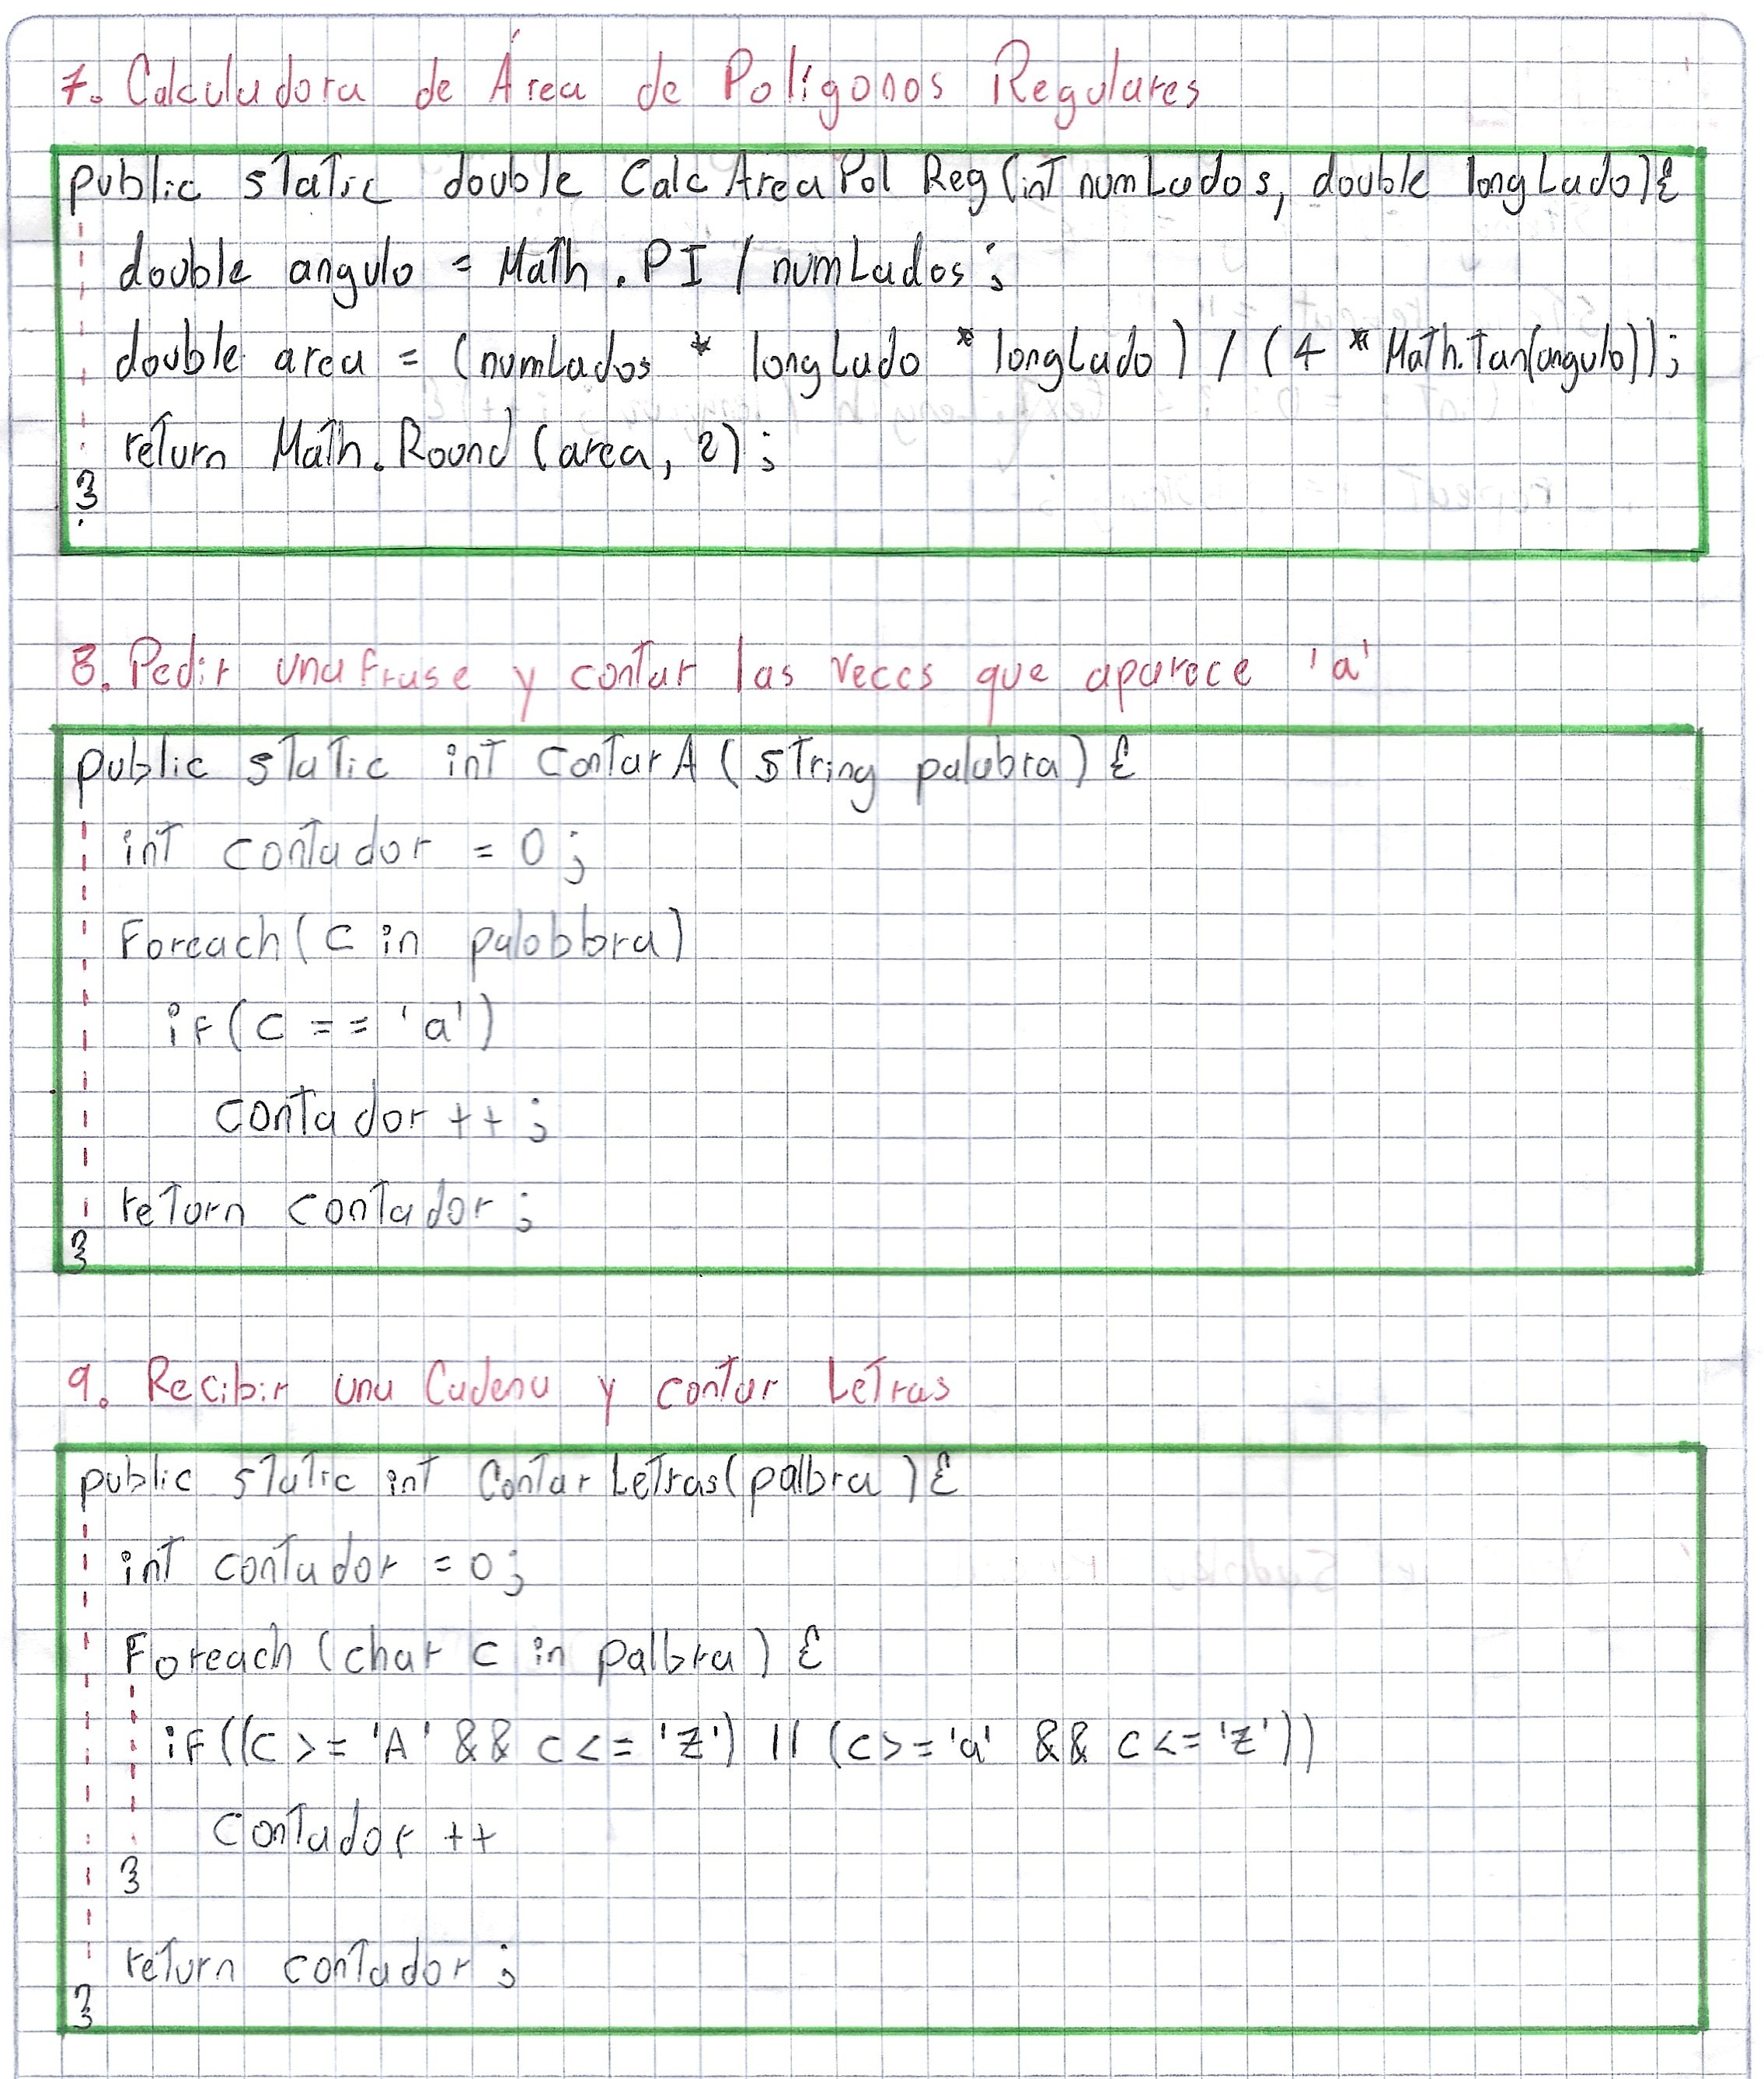 7. Calculadora de Área de Polígonos Regulares
public static double CalcAreaPolReg(int numLados, double longLado){
double angulo = Math.PI / numLados;
double area = (numLados * longLado * longLado) / (4 * Math.Tan(angulo));
return Math.Round(area, 2);
}
8. Pedir una frase y contar las veces que aparece 'a'
public static int ContarA(string palabra){
int contador = 0;
Foreach(c in palobbra)
if(c == 'a')
contador++;
return contador;
}
9. Recibir una Cadena y contar Letras
public static int ContarLetras(palbra){
int contador = 0;
Foreach(char c in palbra){
if((c >= 'A' && c <= 'Z') || (c >= 'a' && c <= 'z'))
contador++
}
return contador;
}